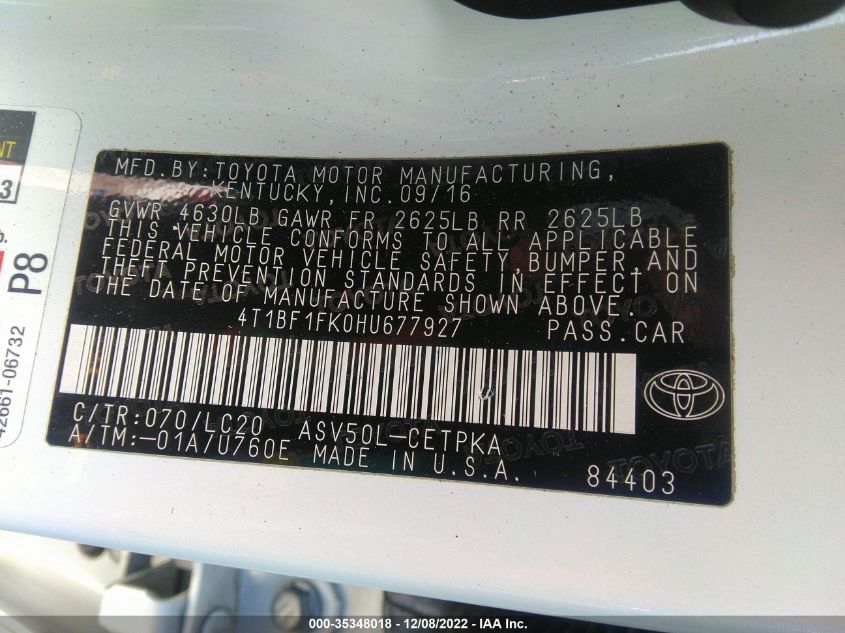 MFD.BY:TOYOTA MOTOR MANUFACTURING,
KENTUCKY,INC.09/16
GVWR 4630LB GAWR FR 2625LB RR 2625LB
THIS VEHICLE CONFORMS TO ALL APPLICABLE
FEDERAL MOTOR VEHICLE SAFETY BUMPER,AND
THEFT PREVENTION STANDARDS IN EFFECT ON
THE DATE OF MANUFACTURE SHOWN ABOVE.
4T1BF1FK0HU677927 PASS.CAR
C/TR:070/LC20 ASV50L-CETPKA
A/TM:-01A/U760E MADE IN U.S.A.
84403
NT
3
P8
42661-06732
000-35348018 - 12/08/2022 - IAA Inc.